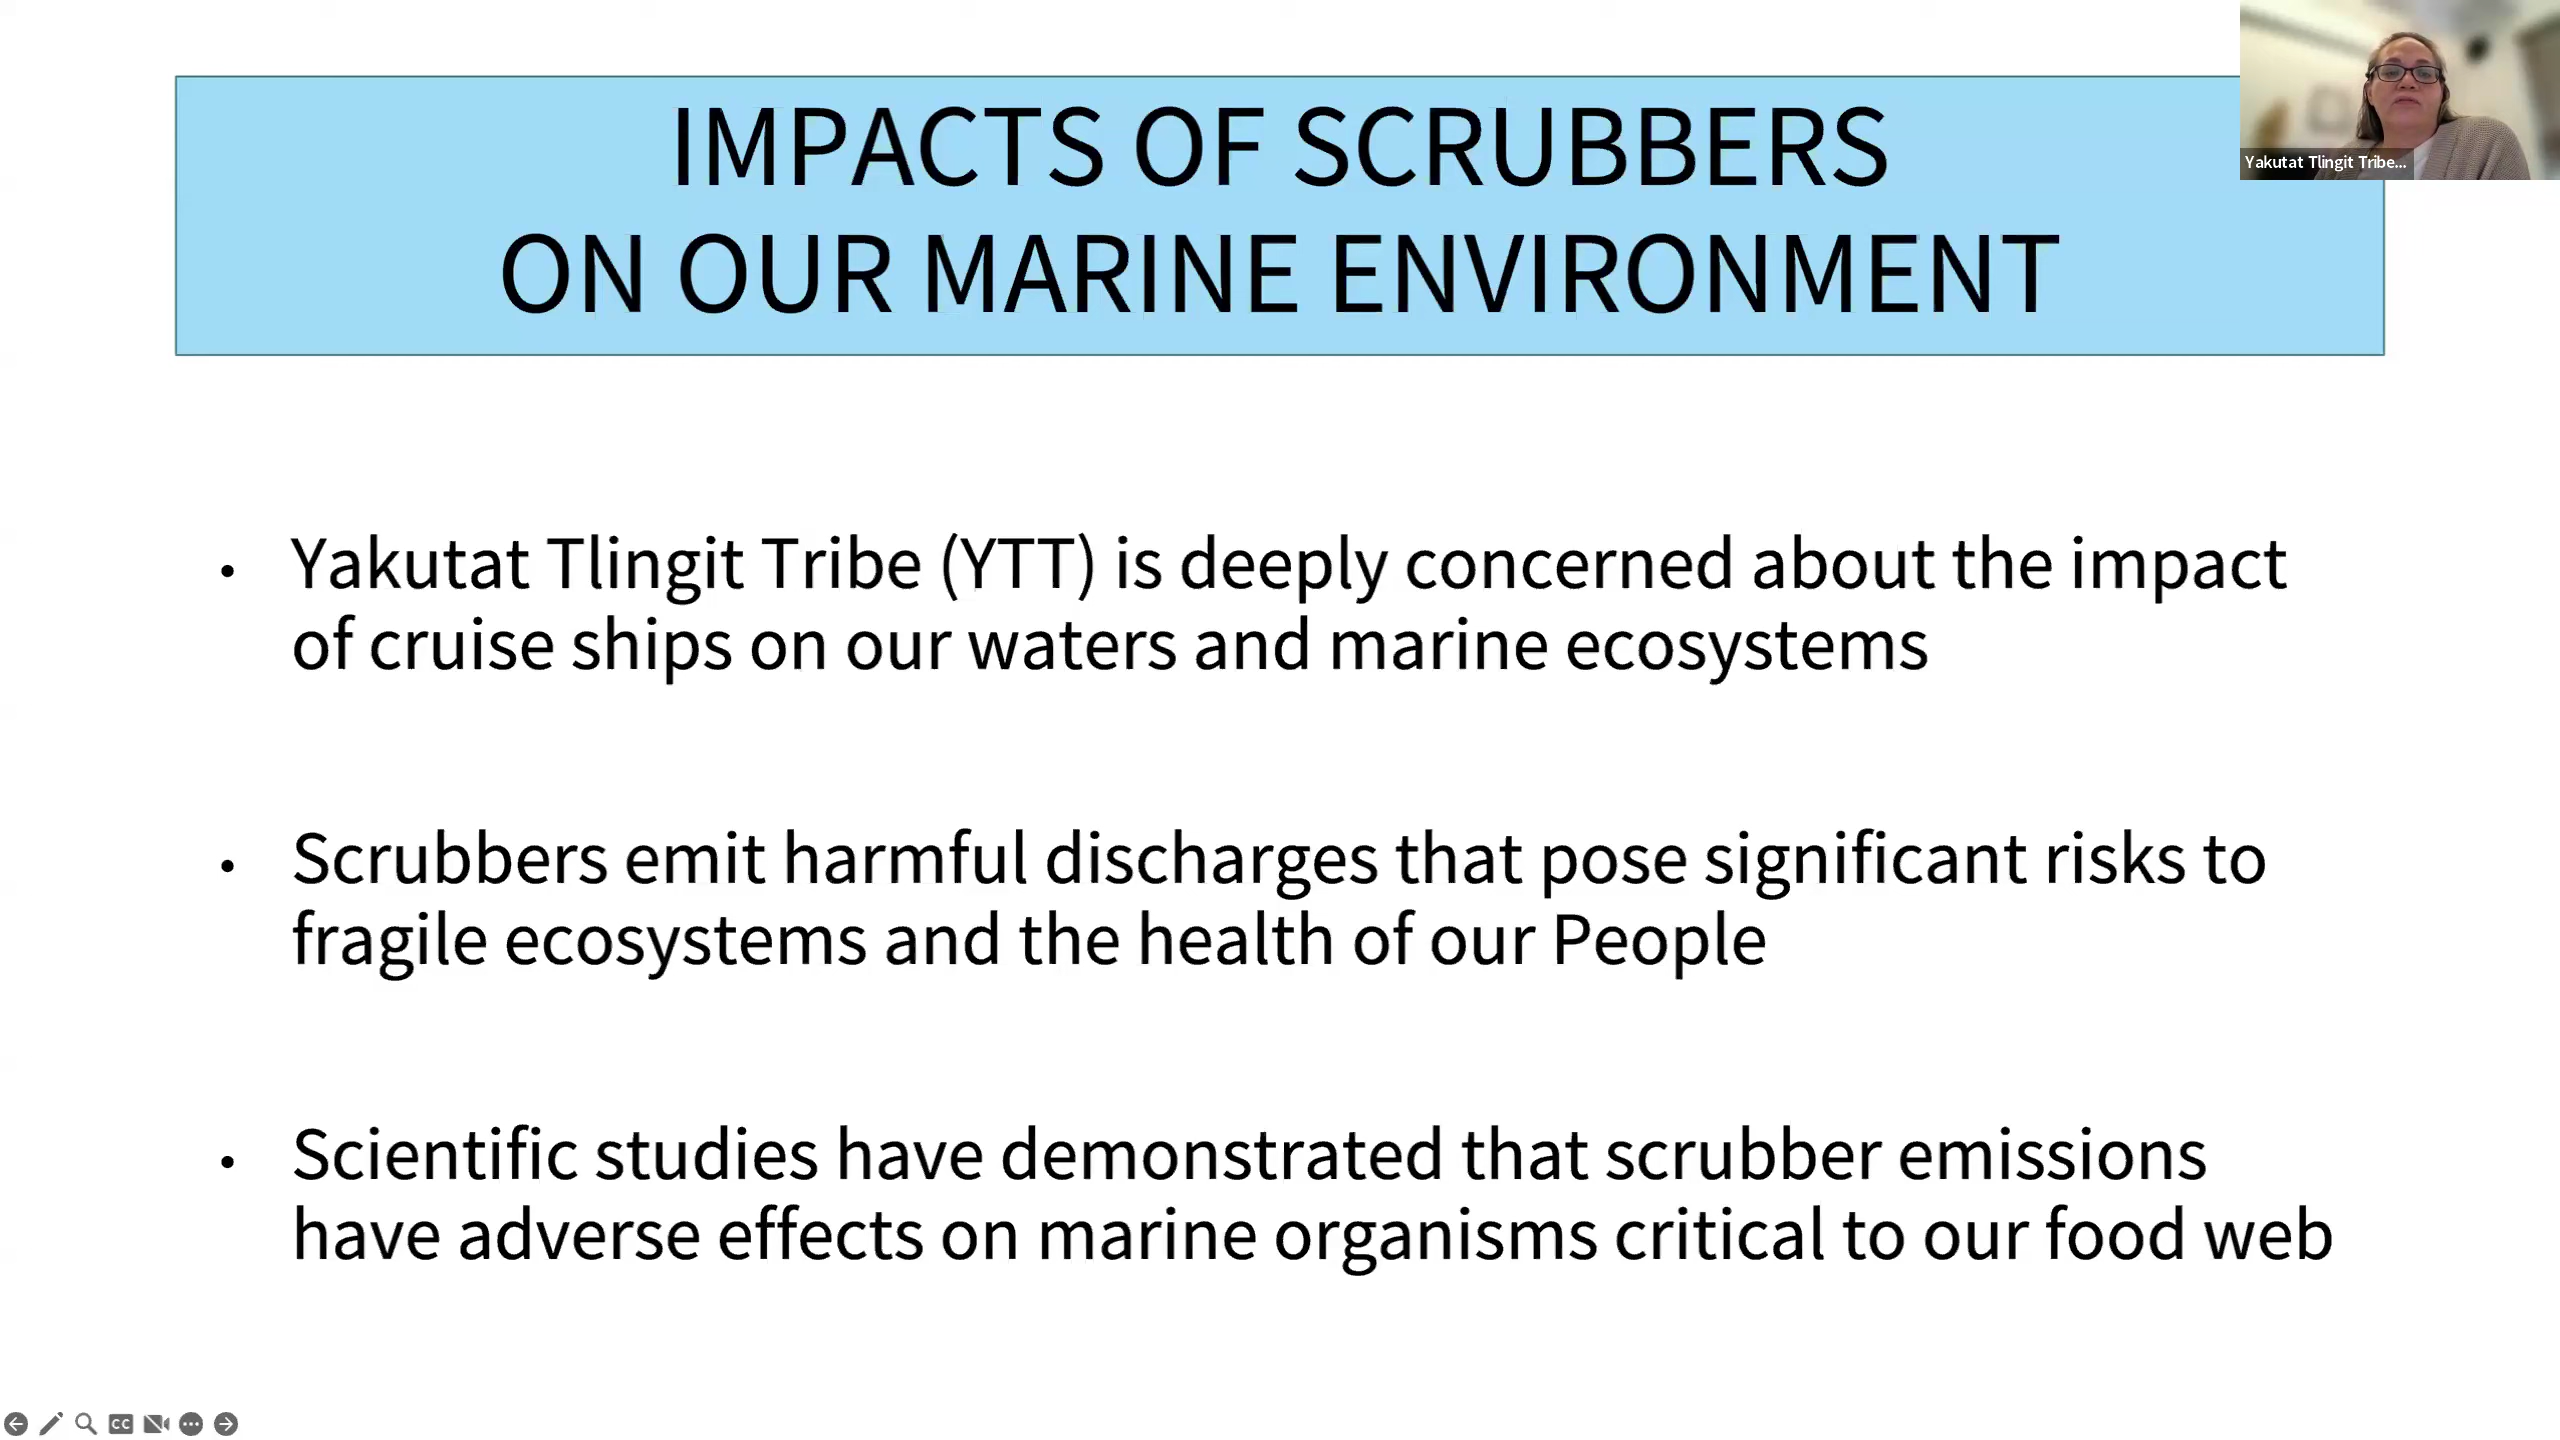 IMPACTS OF SCRUBBERS
ON OUR MARINE ENVIRONMENT
Yakutat Tlingit Tribe...
• Yakutat Tlingit Tribe (YTT) is deeply concerned about the impact
of cruise ships on our waters and marine ecosystems
• Scrubbers emit harmful discharges that pose significant risks to
fragile ecosystems and the health of our People
• Scientific studies have demonstrated that scrubber emissions
have adverse effects on marine organisms critical to our food web
CC